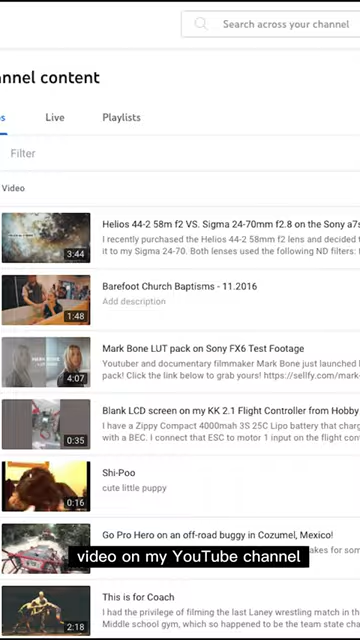 Search across your channel
nnel content
os Live Playlists
Filter
Video
Helios 44-2 58m f2 VS. Sigma 24-70mm f2.8 on the Sony a7s
I recently purchased the Helios 44-2 58mm f2 lens and decided t
it to my Sigma 24-70. Both lenses used the following ND filters: 
3:44
Barefoot Church Baptisms - 11.2016
Add description
1:48
Mark Bone LUT pack on Sony FX6 Test Footage
Youtuber and documentary filmmaker Mark Bone just launched
pack! Click the link below to grab yours! https://sellfy.com/mark-
4:07
Blank LCD screen on my KK 2.1 Flight Controller from Hobby
I have a Zippy Compact 4000mah 3S 25C Lipo battery that charg
with a BEC. I connect that ESC to motor 1 input on the flight cont
0:35
Shi-Poo
cute little puppy
0:16
Go Pro Hero on an off-road buggy in Cozumel, Mexico!
akes for som
video on my YouTube channel
This is for Coach
I had the privilege of filming the last Laney wrestling match in th
Middle school gym, which so happened to be the team state cha
2:18